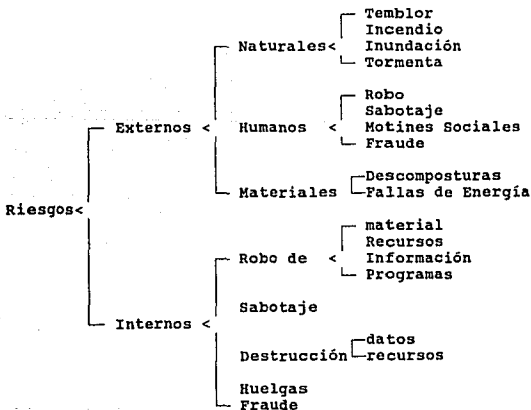 Temblor
Incendio
Naturales<
Inundación
Tormenta
Robo
Sabotaje
Externos < Humanos <
Motines Sociales
Fraude
Descomposturas
Materiales
Fallas de Energía
Riesgos<
material
Recursos
Robo de <
Información
Programas
Sabotaje
Internos <
datos
Destrucción
recursos
Huelgas
Fraude